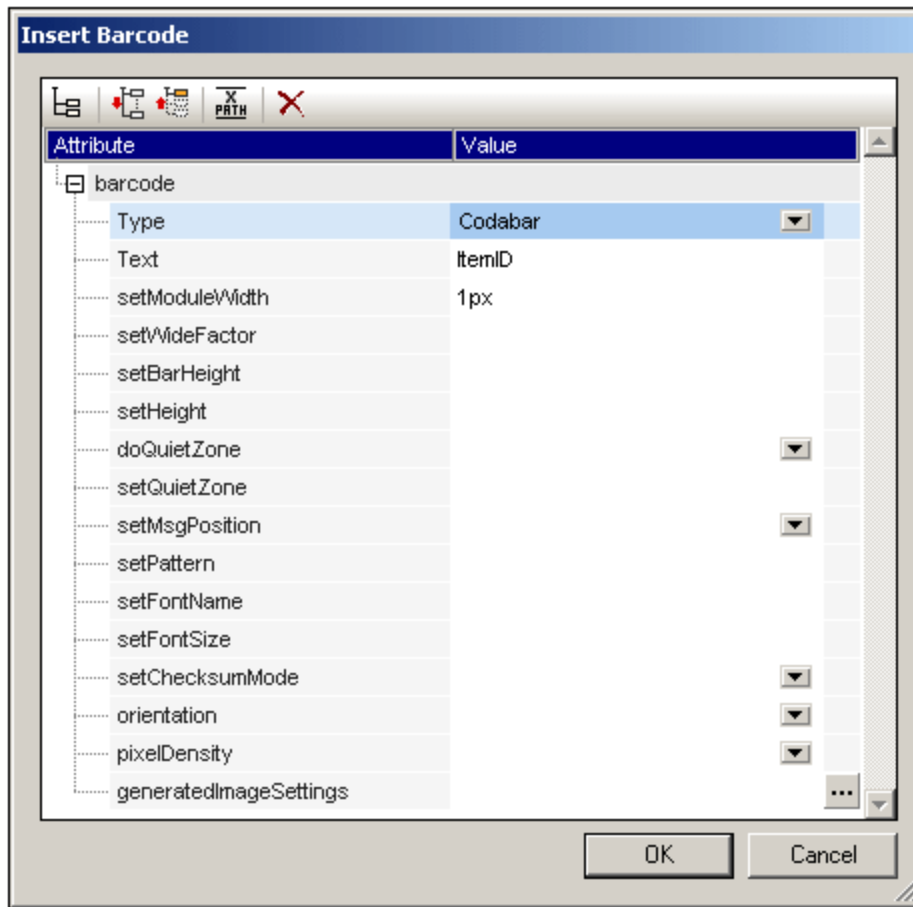 Insert Barcode
X PATH
Attribute Value
barcode
Type Codabar
Text ItemID
setModuleWidth 1px
setWideFactor
setBarHeight
setHeight
doQuietZone
setQuietZone
setMsgPosition
setPattern
setFontName
setFontSize
setChecksumMode
orientation
pixelDensity
generatedImageSettings ...
OK Cancel